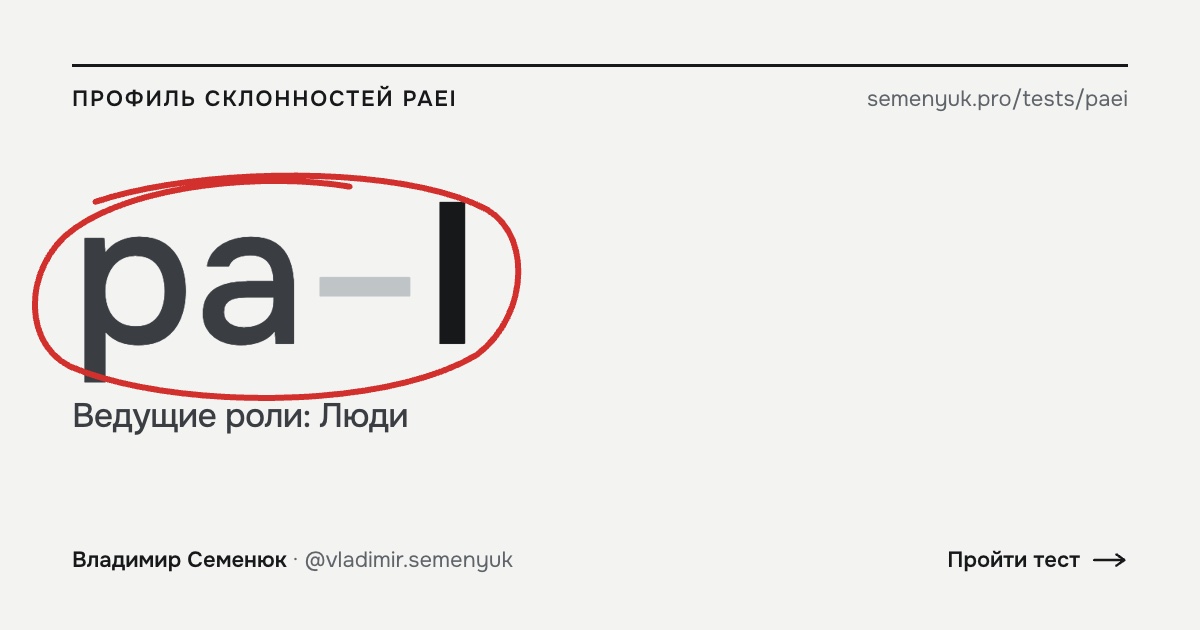 ПРОФИЛЬ СКЛОННОСТЕЙ PAEI
semenyuk.pro/tests/paei
pa–I
Ведущие роли: Люди
Владимир Семенюк · @vladimir.semenyuk
Пройти тест →